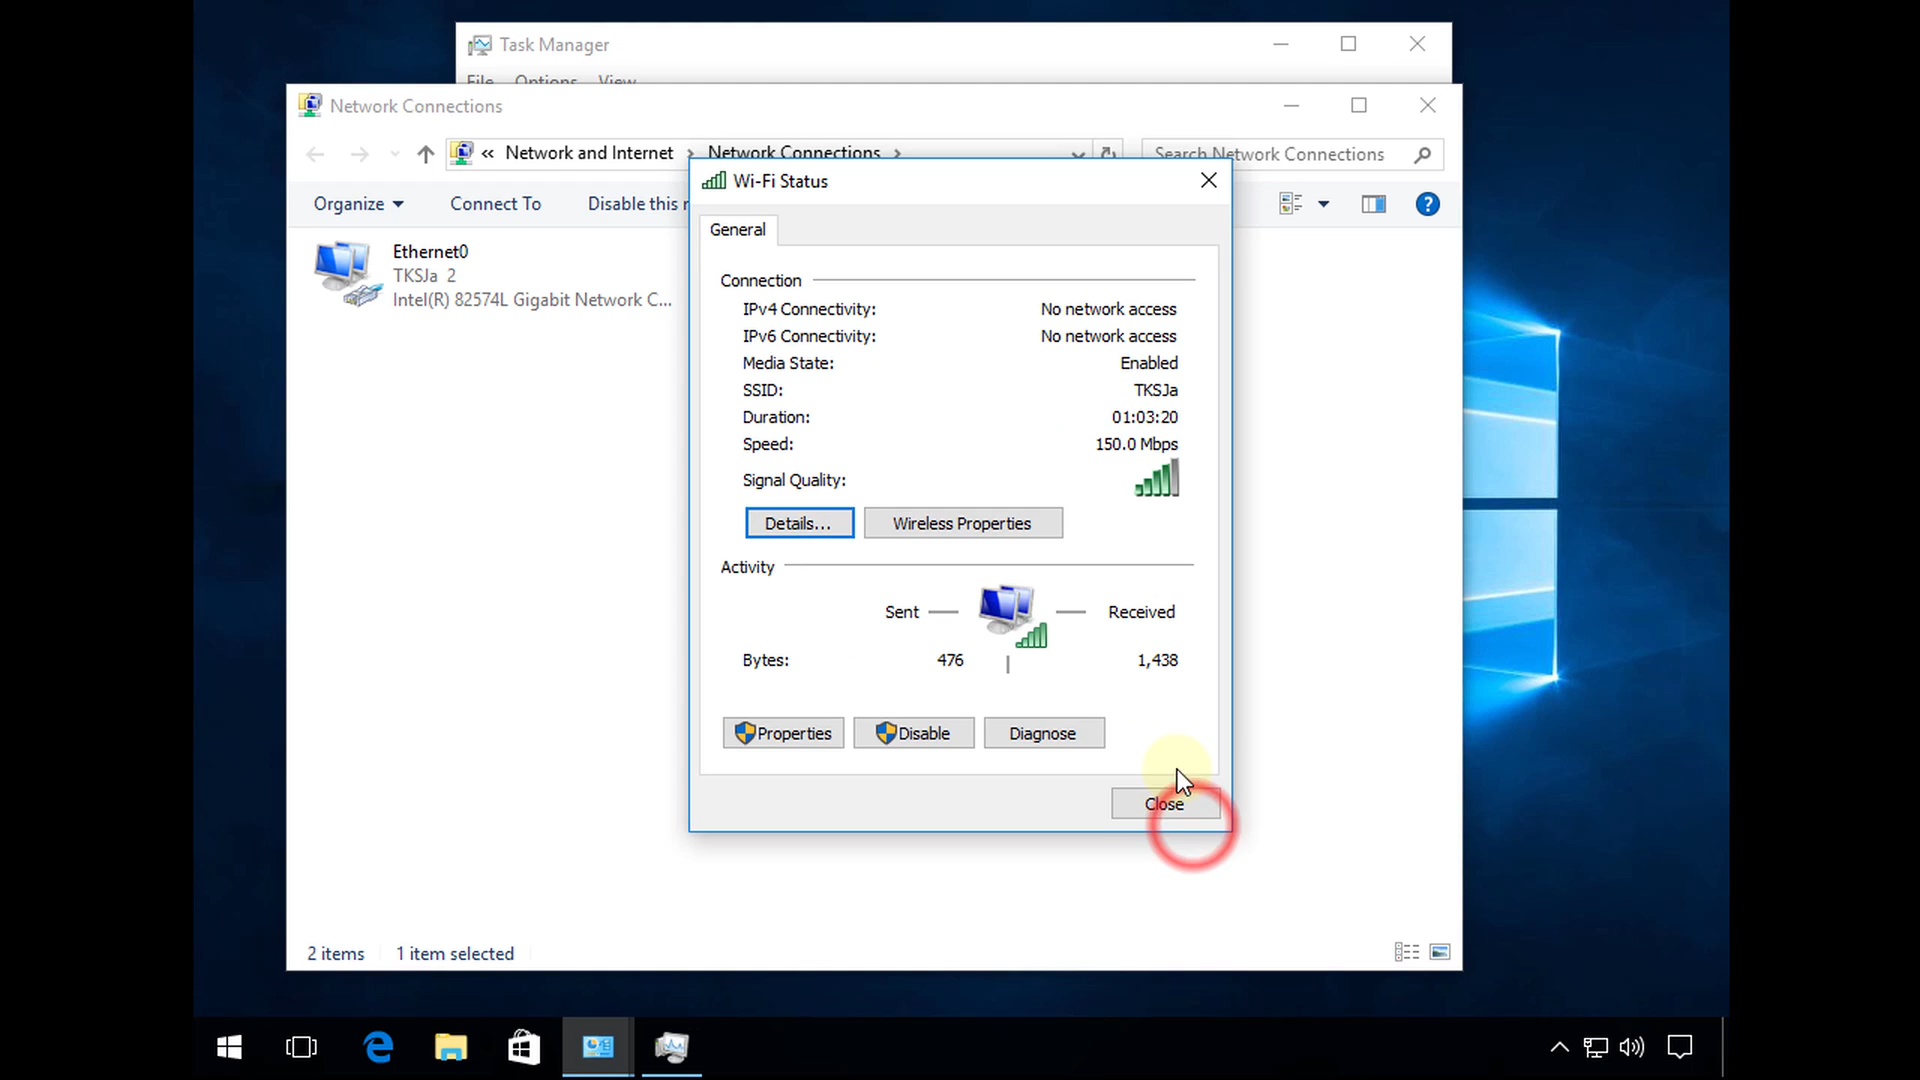 Task Manager
File Options View
Network Connections
« Network and Internet > Network Connections >
Search Network Connections
Organize
Connect To
Disable this n
Ethernet0
TKSJa 2
Intel(R) 82574L Gigabit Network C...
Wi-Fi Status
General
Connection
IPv4 Connectivity: No network access
IPv6 Connectivity: No network access
Media State: Enabled
SSID: TKSJa
Duration: 01:03:20
Speed: 150.0 Mbps
Signal Quality:
Details...
Wireless Properties
Activity
Sent
Received
Bytes: 476 1,438
Properties
Disable
Diagnose
Close
2 items
1 item selected